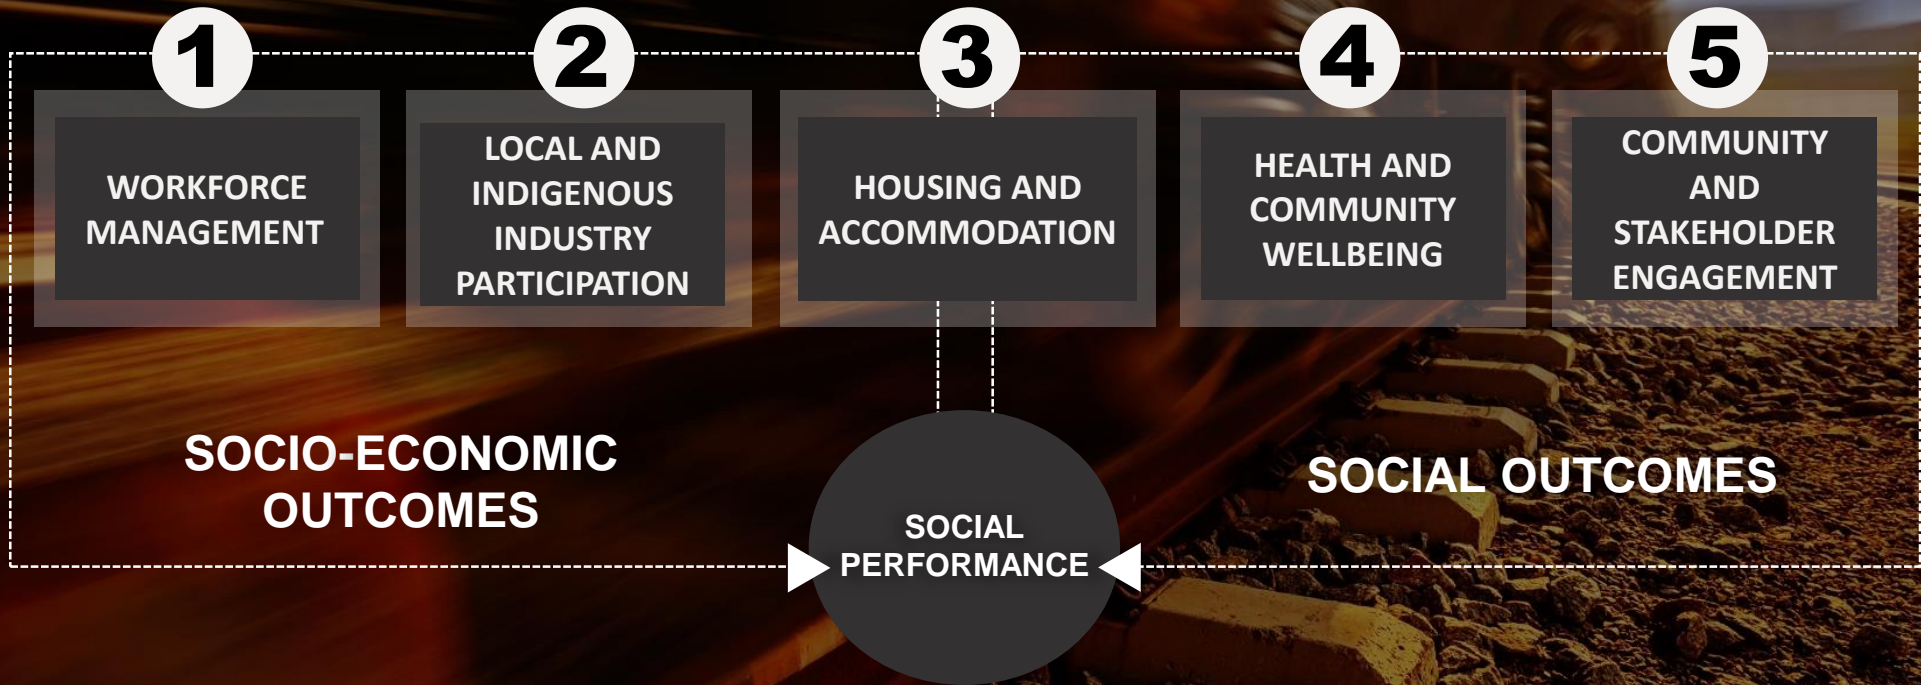 1
WORKFORCE
MANAGEMENT
2
LOCAL AND
INDIGENOUS
INDUSTRY
PARTICIPATION
3
HOUSING AND
ACCOMMODATION
4
HEALTH AND
COMMUNITY
WELLBEING
5
COMMUNITY
AND
STAKEHOLDER
ENGAGEMENT
SOCIO-ECONOMIC
OUTCOMES
SOCIAL
PERFORMANCE
SOCIAL OUTCOMES